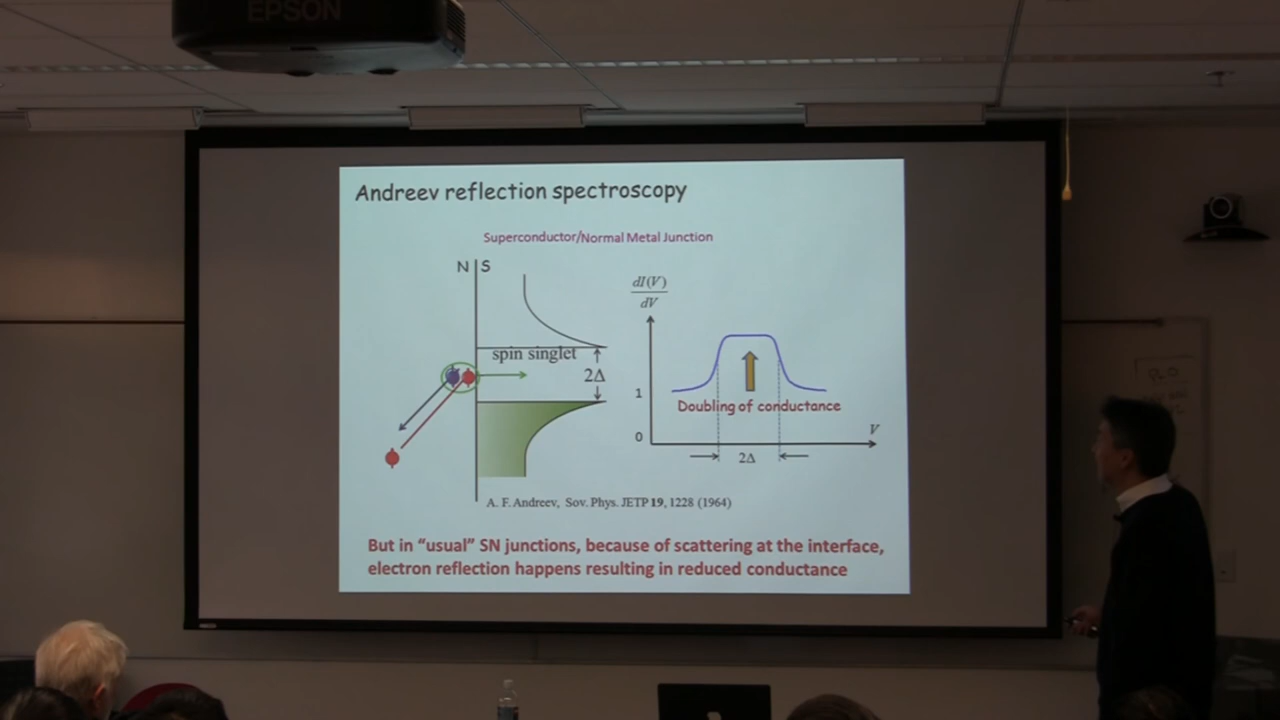 EPSON
Andreev reflection spectroscopy
Superconductor/Normal Metal Junction
N S
spin singlet
2Δ
dI(V)
dV
1
0
Doubling of conductance
V
2Δ
A. F. Andreev, Sov. Phys. JETP 19, 1228 (1964)
But in “usual” SN junctions, because of scattering at the interface,
electron reflection happens resulting in reduced conductance